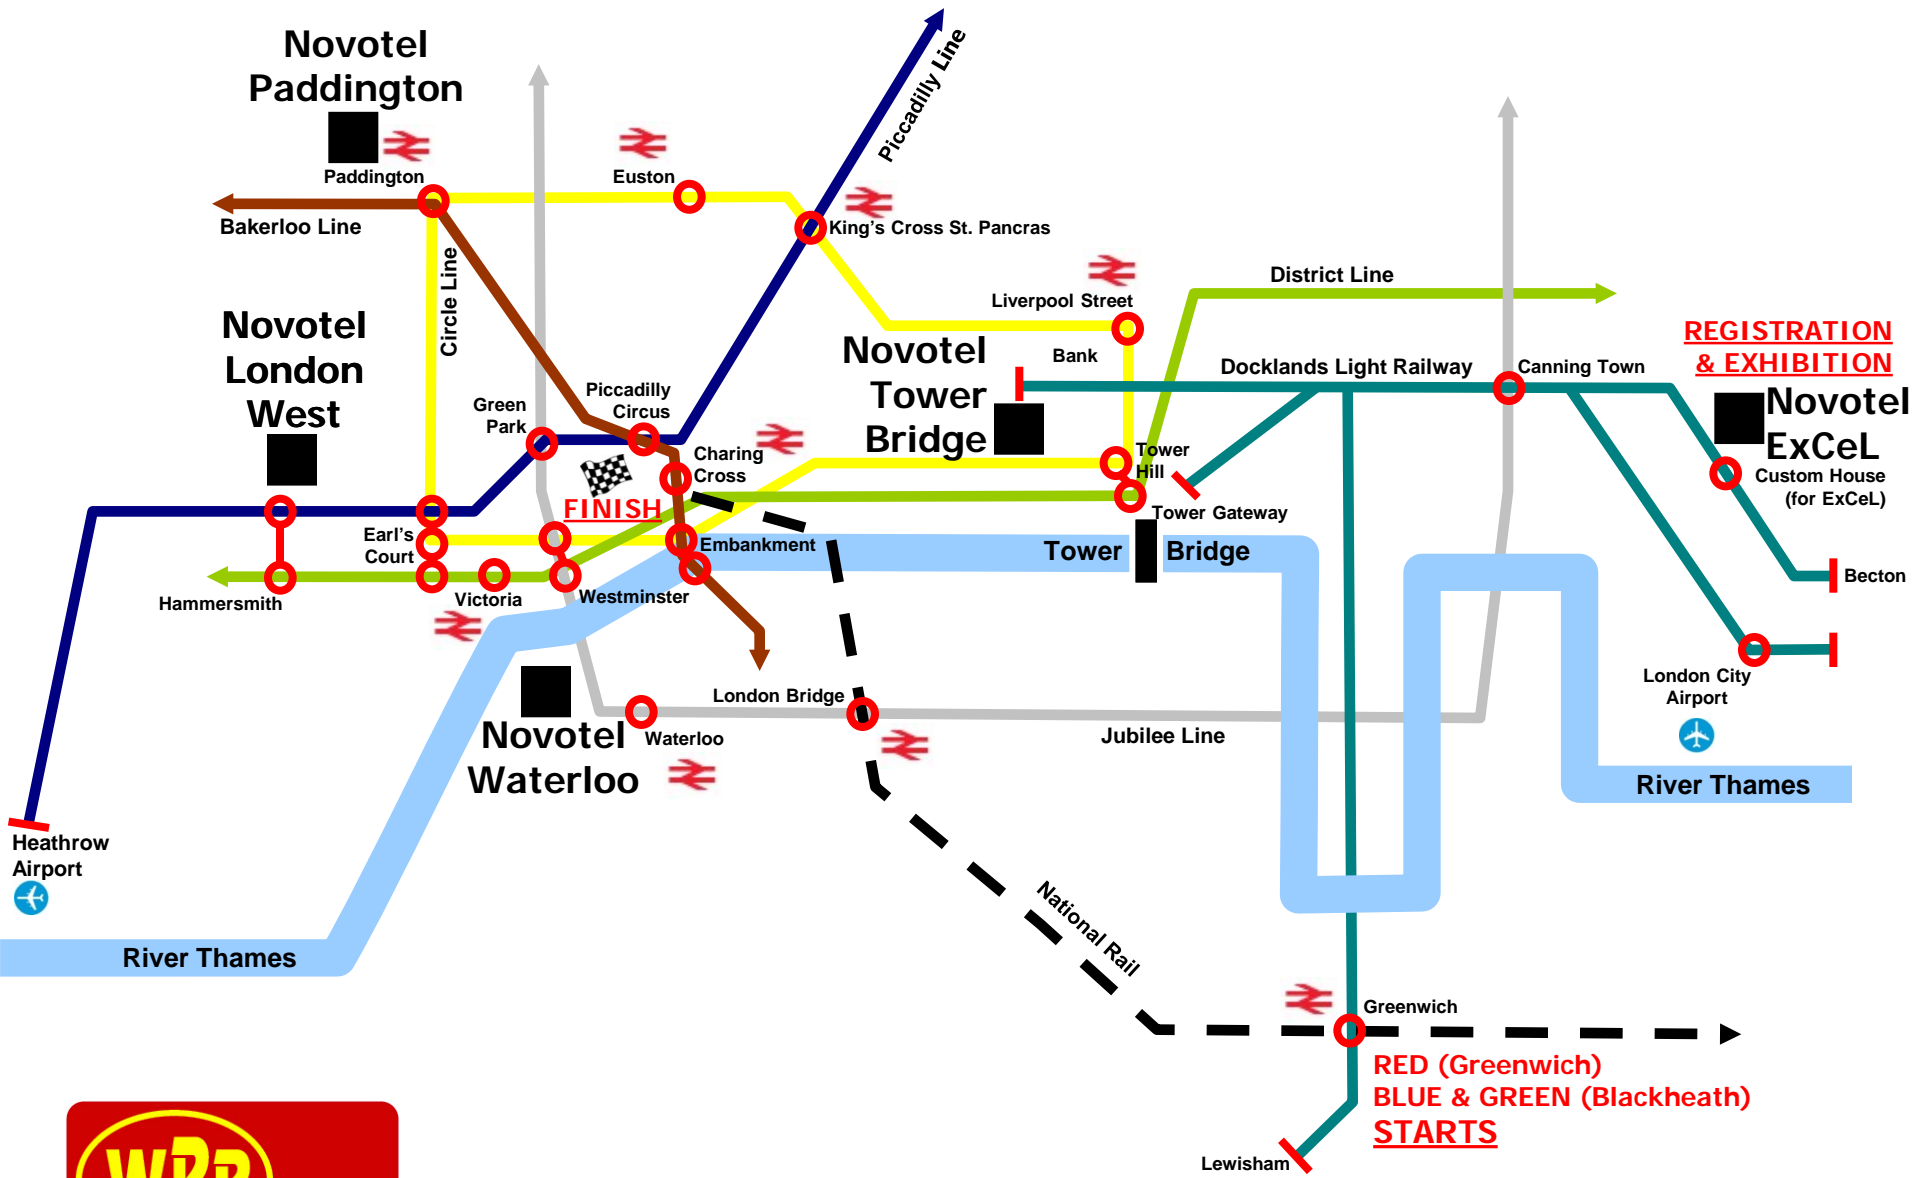 Novotel
Paddington
Paddington
Bakerloo Line
Euston
Piccadilly Line
King's Cross St. Pancras
Circle Line
Liverpool Street
District Line
Novotel
London
West
Green
Park
Piccadilly
Circus
Charing
Cross
FINISH
Novotel
Tower
Bridge
Bank
Docklands Light Railway
Canning Town
REGISTRATION
& EXHIBITION
Novotel
ExCeL
Custom House
(for ExCeL)
Tower
Hill
Tower Gateway
Earl's
Court
Embankment
Tower
Bridge
Hammersmith
Victoria
Westminster
Becton
London City
Airport
London Bridge
Novotel
Waterloo
Waterloo
Jubilee Line
River Thames
Heathrow
Airport
River Thames
National Rail
Greenwich
RED (Greenwich)
BLUE & GREEN (Blackheath)
STARTS
Lewisham